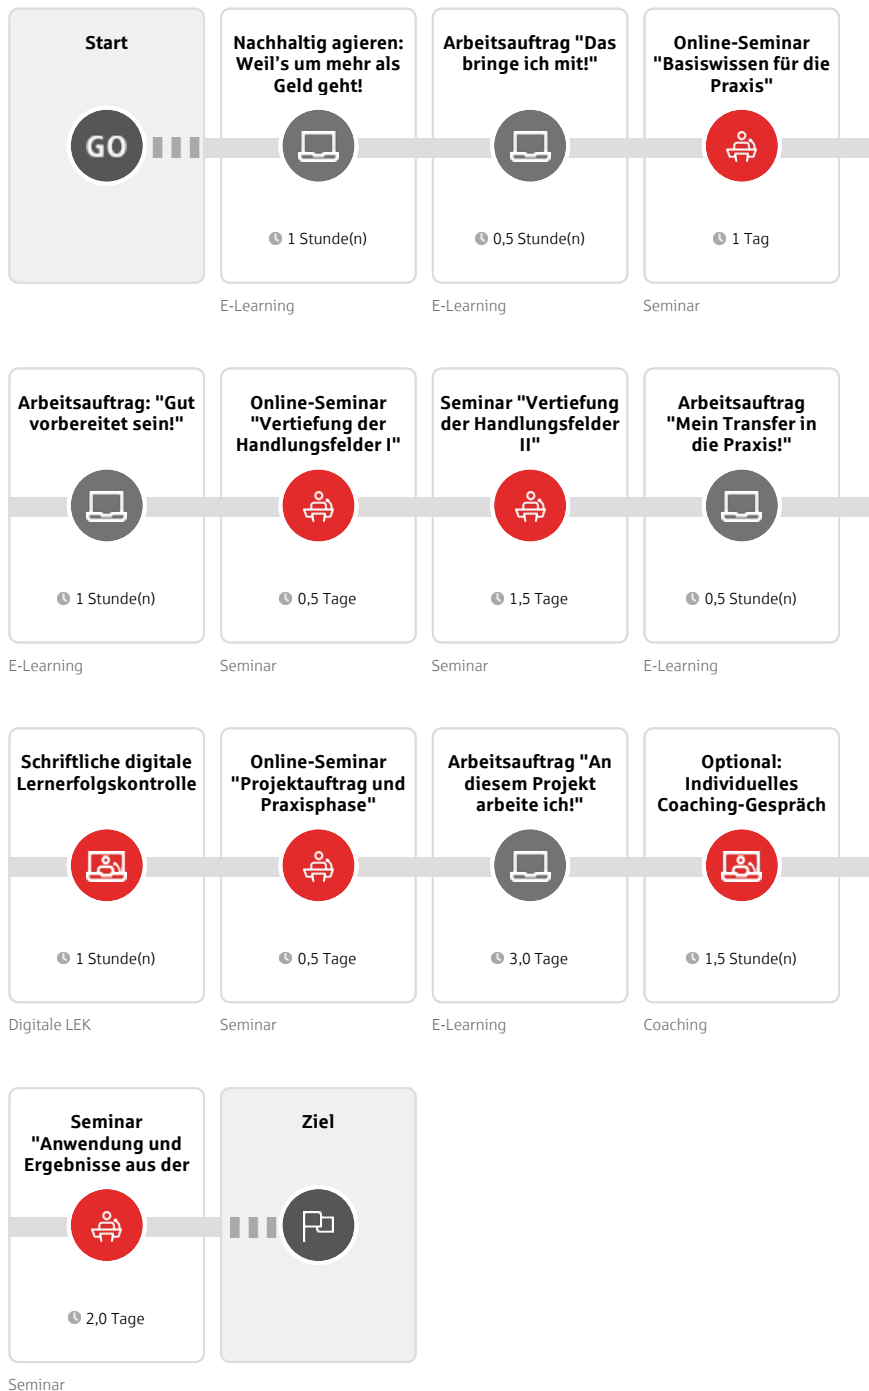 Start
GO
Nachhaltig agieren:
Weil's um mehr als
Geld geht!
1 Stunde(n)
E-Learning
Arbeitsauftrag "Das
bringe ich mit!"
0,5 Stunde(n)
E-Learning
Online-Seminar
"Basiswissen für die
Praxis"
1 Tag
Seminar
Arbeitsauftrag: "Gut
vorbereitet sein!"
1 Stunde(n)
E-Learning
Online-Seminar
"Vertiefung der
Handlungsfelder I"
0,5 Tage
Seminar
Seminar "Vertiefung
der Handlungsfelder
II"
1,5 Tage
Seminar
Arbeitsauftrag
"Mein Transfer in
die Praxis!"
0,5 Stunde(n)
E-Learning
Schriftliche digitale
Lernerfolgskontrolle
1 Stunde(n)
Digitale LEK
Online-Seminar
"Projektauftrag und
Praxisphase"
0,5 Tage
Seminar
Arbeitsauftrag "An
diesem Projekt
arbeite ich!"
3,0 Tage
E-Learning
Optional:
Individuelles
Coaching-Gespräch
1,5 Stunde(n)
Coaching
Seminar
"Anwendung und
Ergebnisse aus der
2,0 Tage
Seminar
Ziel